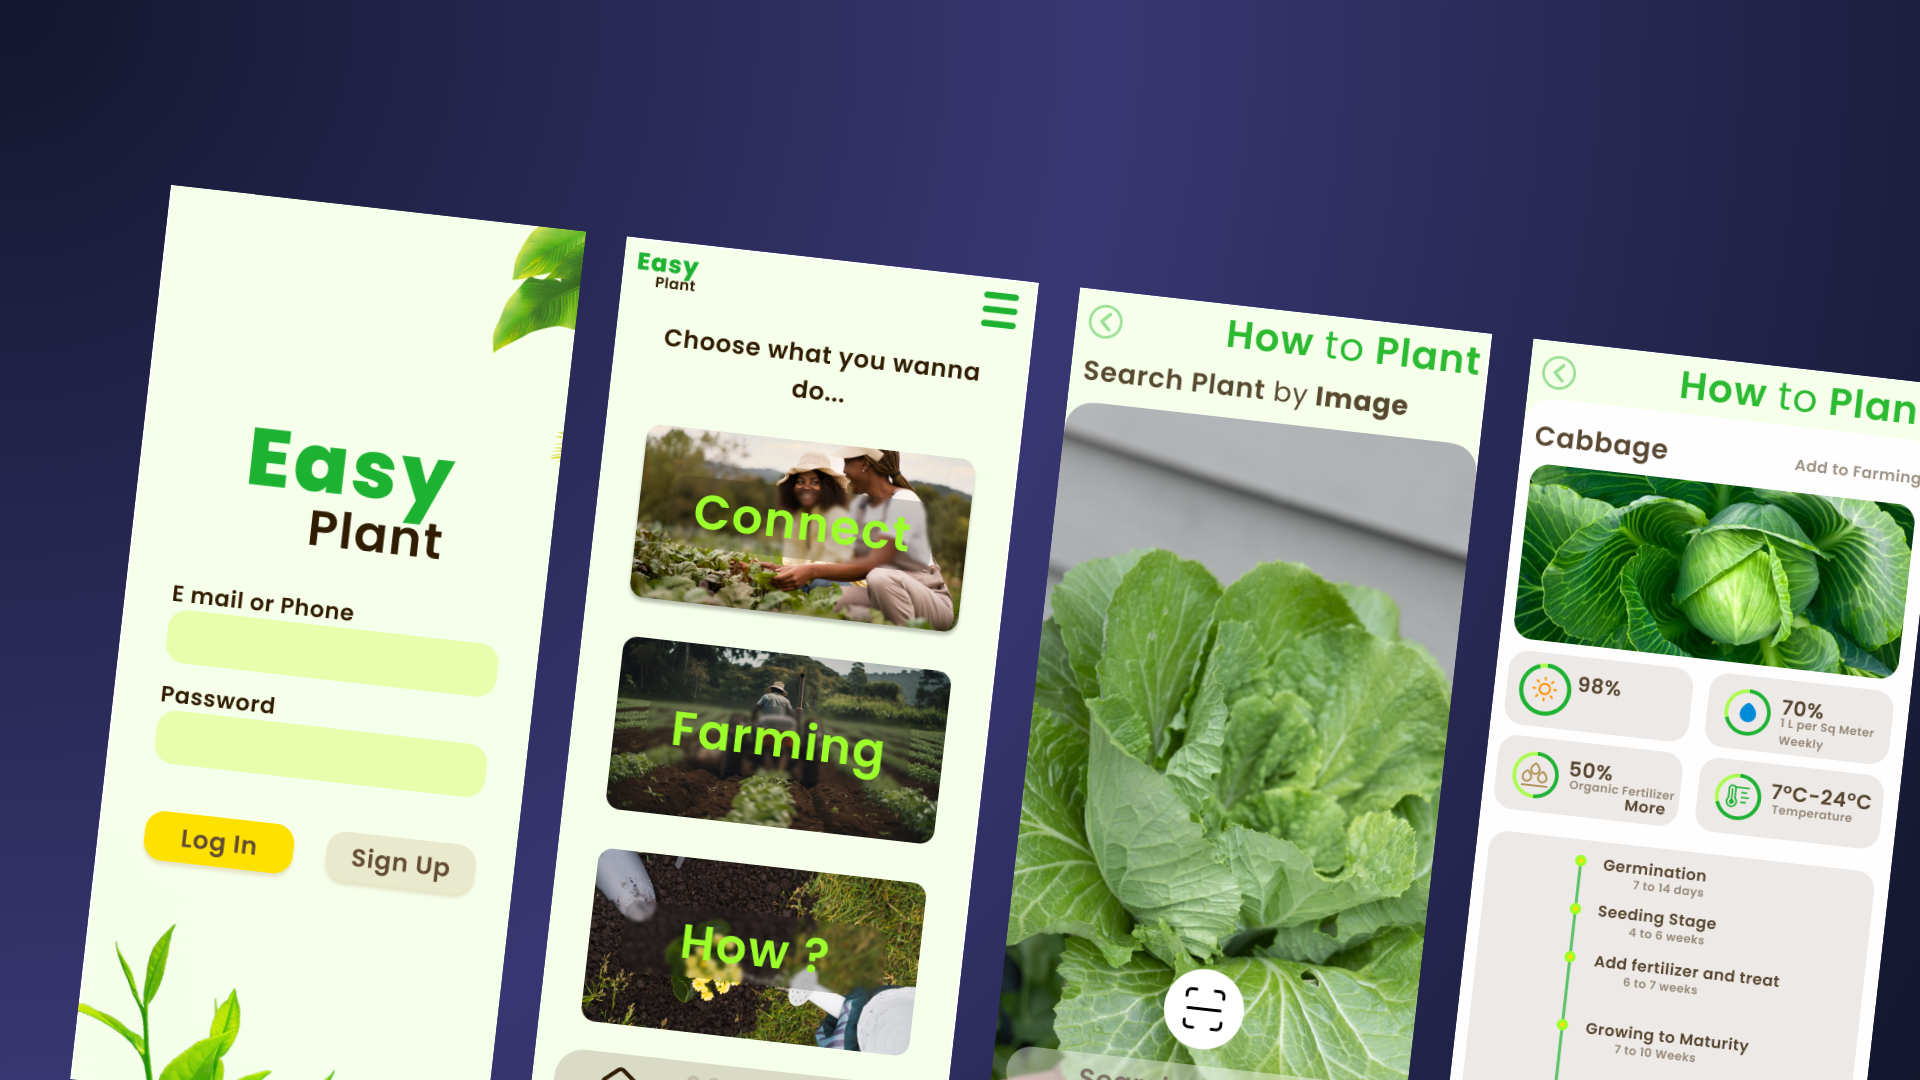 Easy
Plant
E mail or Phone
Password
Log In
Sign Up
Easy
Plant
Choose what you wanna
do...
Connect
Farming
How ?
How to Plant
Search Plant by Image
How to Plan
Cabbage
Add to Farming
98%
70%
1 L per Sq Meter
Weekly
50%
Organic Fertilizer
More
7°C-24°C
Temperature
Germination
7 to 14 days
Seeding Stage
4 to 6 weeks
Add fertilizer and treat
6 to 7 weeks
Growing to Maturity
7 to 10 Weeks